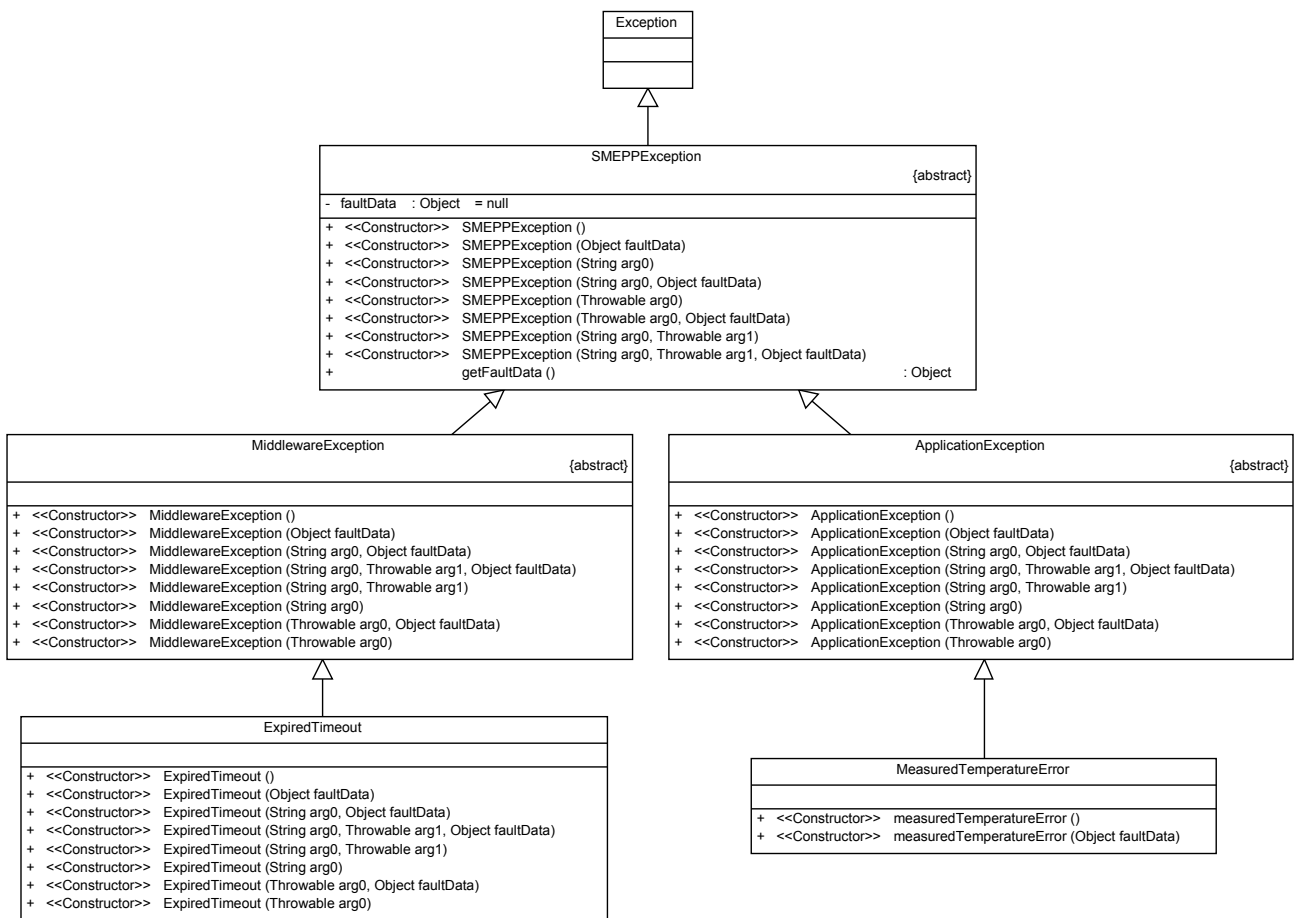 Exception
SMEPPException
{abstract}
- faultData : Object = null
+ <<Constructor>> SMEPPException ()
+ <<Constructor>> SMEPPException (Object faultData)
+ <<Constructor>> SMEPPException (String arg0)
+ <<Constructor>> SMEPPException (String arg0, Object faultData)
+ <<Constructor>> SMEPPException (Throwable arg0)
+ <<Constructor>> SMEPPException (Throwable arg0, Object faultData)
+ <<Constructor>> SMEPPException (String arg0, Throwable arg1)
+ <<Constructor>> SMEPPException (String arg0, Throwable arg1, Object faultData)
+ getFaultData () : Object
MiddlewareException
{abstract}
+ <<Constructor>> MiddlewareException ()
+ <<Constructor>> MiddlewareException (Object faultData)
+ <<Constructor>> MiddlewareException (String arg0, Object faultData)
+ <<Constructor>> MiddlewareException (String arg0, Throwable arg1, Object faultData)
+ <<Constructor>> MiddlewareException (String arg0, Throwable arg1)
+ <<Constructor>> MiddlewareException (String arg0)
+ <<Constructor>> MiddlewareException (Throwable arg0, Object faultData)
+ <<Constructor>> MiddlewareException (Throwable arg0)
ApplicationException
{abstract}
+ <<Constructor>> ApplicationException ()
+ <<Constructor>> ApplicationException (Object faultData)
+ <<Constructor>> ApplicationException (String arg0, Object faultData)
+ <<Constructor>> ApplicationException (String arg0, Throwable arg1, Object faultData)
+ <<Constructor>> ApplicationException (String arg0, Throwable arg1)
+ <<Constructor>> ApplicationException (String arg0)
+ <<Constructor>> ApplicationException (Throwable arg0, Object faultData)
+ <<Constructor>> ApplicationException (Throwable arg0)
ExpiredTimeout
+ <<Constructor>> ExpiredTimeout ()
+ <<Constructor>> ExpiredTimeout (Object faultData)
+ <<Constructor>> ExpiredTimeout (String arg0, Object faultData)
+ <<Constructor>> ExpiredTimeout (String arg0, Throwable arg1, Object faultData)
+ <<Constructor>> ExpiredTimeout (String arg0, Throwable arg1)
+ <<Constructor>> ExpiredTimeout (String arg0)
+ <<Constructor>> ExpiredTimeout (Throwable arg0, Object faultData)
+ <<Constructor>> ExpiredTimeout (Throwable arg0)
MeasuredTemperatureError
+ <<Constructor>> measuredTemperatureError ()
+ <<Constructor>> measuredTemperatureError (Object faultData)